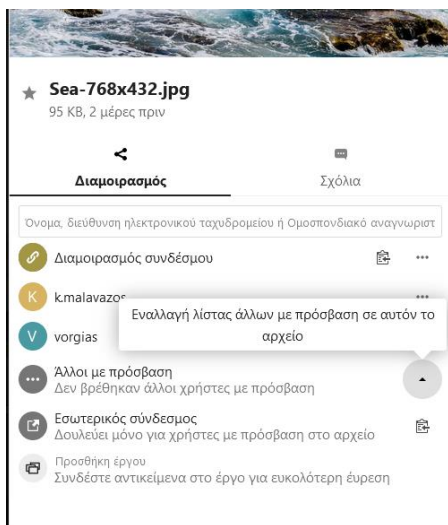 Sea-768x432.jpg
95 KB, 2 μέρες πριν
Διαμοιρασμός
Σχόλια
Όνομα, διεύθυνση ηλεκτρονικού ταχυδρομείου ή Ομοσπονδιακό αναγνωριστ
Διαμοιρασμός συνδέσμου
K
k.malavazos
Εναλλαγή λίστας άλλων με πρόσβαση σε αυτόν το
αρχείο
V
vorgias
Άλλοι με πρόσβαση
Δεν βρέθηκαν άλλοι χρήστες με πρόσβαση
Εσωτερικός σύνδεσμος
Δουλεύει μόνο για χρήστες με πρόσβαση στο αρχείο
Προσθήκη έργου
Συνδέστε αντικείμενα στο έργο για ευκολότερη έυρεση